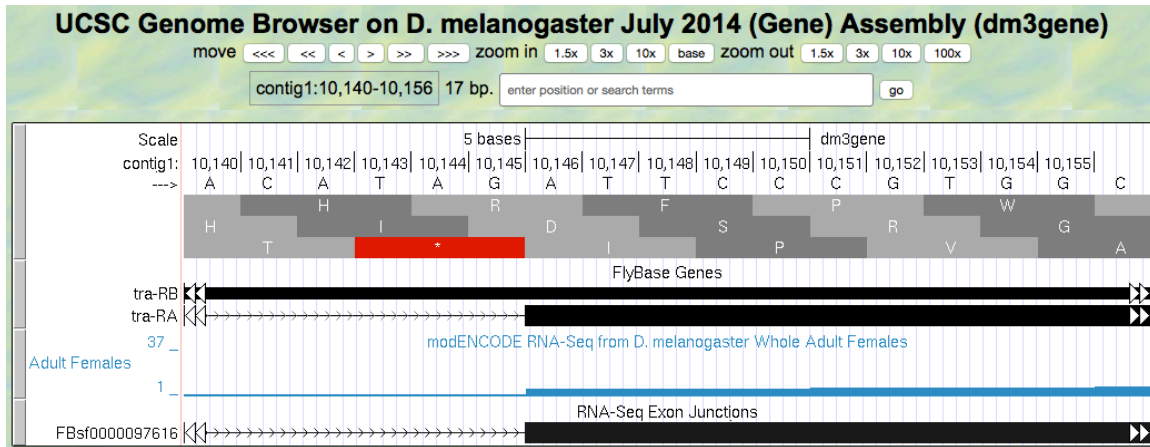 UCSC Genome Browser on D. melanogaster July 2014 (Gene) Assembly (dm3gene)
move <<< << < > >> >>> zoom in 1.5x 3x 10x base zoom out 1.5x 3x 10x 100x
contig1:10,140-10,156 17 bp. enter position or search terms go
Scale 5 bases dm3gene
contig1: 10,140 10,141 10,142 10,143 10,144 10,145 10,146 10,147 10,148 10,149 10,150 10,151 10,152 10,153 10,154 10,155
---> A C A T A G A T T C C C G T G G C
H R F P W
H I D S R G
T * I P V A
FlyBase Genes
tra-RB
tra-RA
37 _ modENCODE RNA-Seq from D. melanogaster Whole Adult Females
Adult Females
1 _
RNA-Seq Exon Junctions
FBsf0000097616